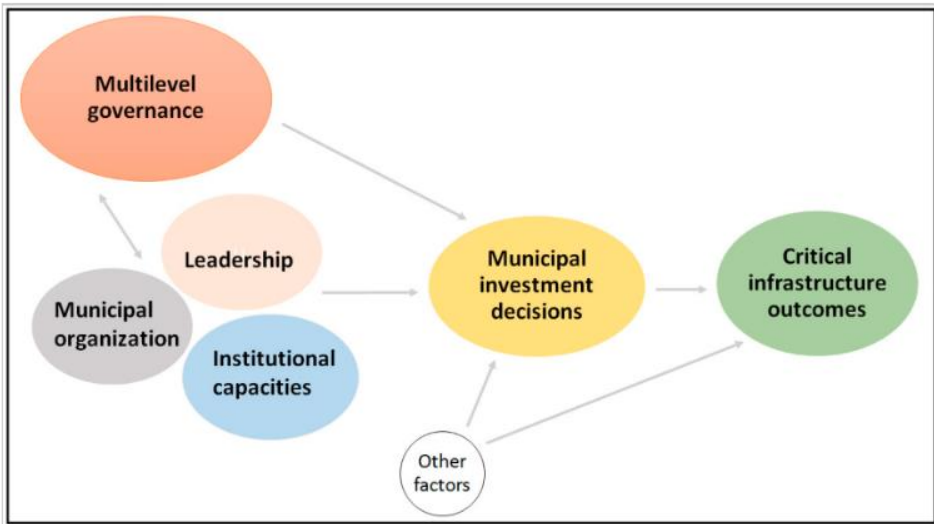 Multilevel
governance
Leadership
Municipal
organization
Institutional
capacities
Municipal
investment
decisions
Critical
infrastructure
outcomes
Other
factors